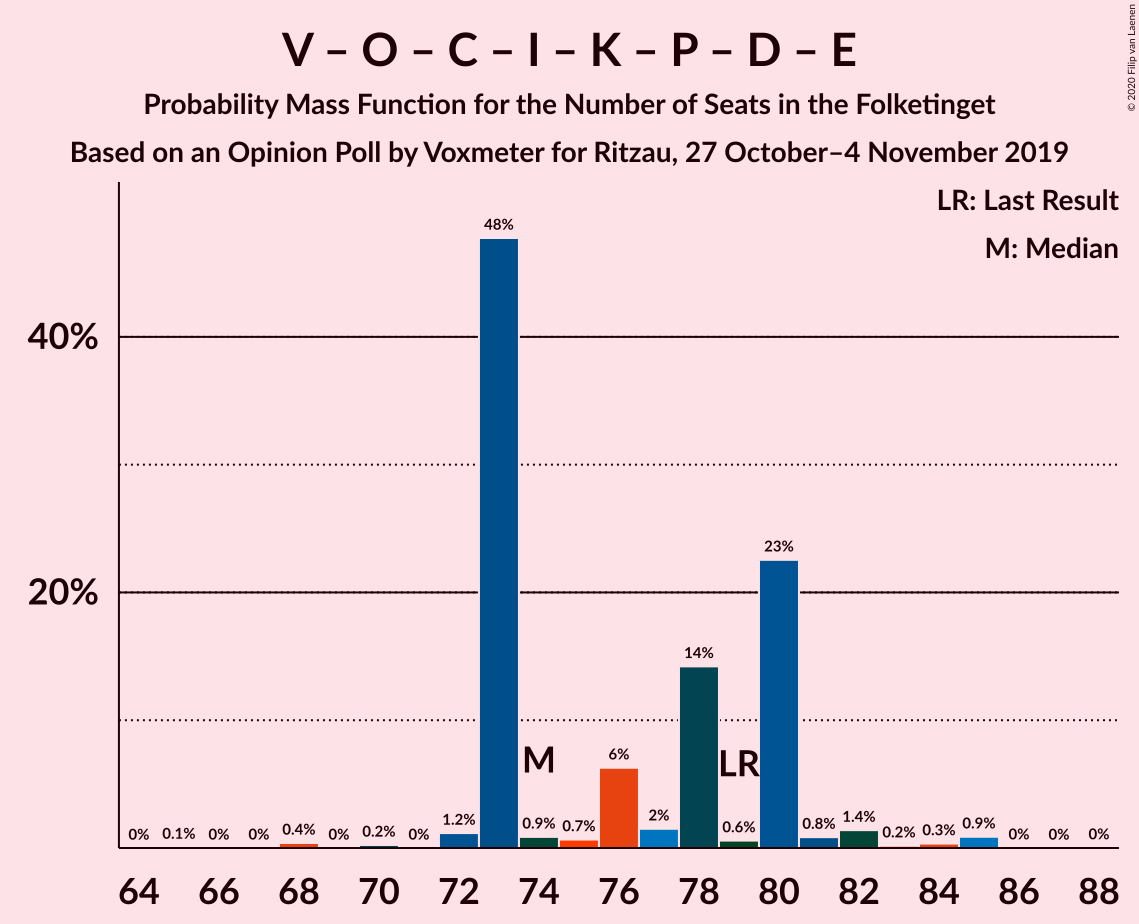 V – O – C – I – K – P – D – E
Probability Mass Function for the Number of Seats in the Folketinget
Based on an Opinion Poll by Voxmeter for Ritzau, 27 October–4 November 2019
© 2020 Filip van Laenen
LR: Last Result
M: Median
40%
20%
0% 0.1% 0% 0% 0.4% 0% 0.2% 0% 1.2% 48% 0.9% 0.7% 6% 2% 14% 0.6% 23% 0.8% 1.4% 0.2% 0.3% 0.9% 0% 0% 0%
M LR
64 66 68 70 72 74 76 78 80 82 84 86 88